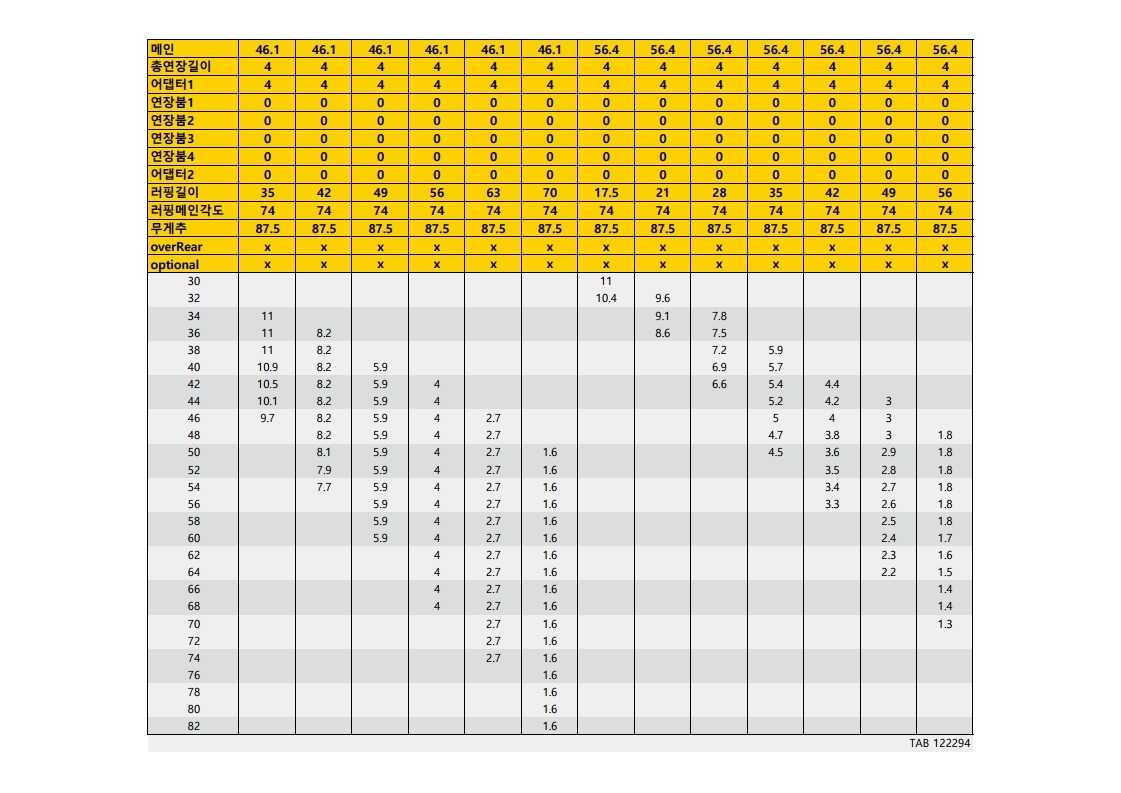 메인 46.1 46.1 46.1 46.1 46.1 46.1 56.4 56.4 56.4 56.4 56.4 56.4 56.4
총연장길이 4 4 4 4 4 4 4 4 4 4 4 4 4
어댑터1 4 4 4 4 4 4 4 4 4 4 4 4 4
연장붐1 0 0 0 0 0 0 0 0 0 0 0 0 0
연장붐2 0 0 0 0 0 0 0 0 0 0 0 0 0
연장붐3 0 0 0 0 0 0 0 0 0 0 0 0 0
연장붐4 0 0 0 0 0 0 0 0 0 0 0 0 0
어댑터2 0 0 0 0 0 0 0 0 0 0 0 0 0
러핑길이 35 42 49 56 63 70 17.5 21 28 35 42 49 56
러핑메인각도 74 74 74 74 74 74 74 74 74 74 74 74 74
무게추 87.5 87.5 87.5 87.5 87.5 87.5 87.5 87.5 87.5 87.5 87.5 87.5 87.5
overRear x x x x x x x x x x x x x
optional x x x x x x x x x x x x x
30 11
32 10.4 9.6
34 11 9.1 7.8
36 11 8.2 8.6 7.5
38 11 8.2 7.2 5.9
40 10.9 8.2 5.9 6.9 5.7
42 10.5 8.2 5.9 4 6.6 5.4 4.4
44 10.1 8.2 5.9 4 5.2 4.2 3
46 9.7 8.2 5.9 4 2.7 5 4 3
48 8.2 5.9 4 2.7 4.7 3.8 3 1.8
50 8.1 5.9 4 2.7 1.6 4.5 3.6 2.9 1.8
52 7.9 5.9 4 2.7 1.6 3.5 2.8 1.8
54 7.7 5.9 4 2.7 1.6 3.4 2.7 1.8
56 5.9 4 2.7 1.6 3.3 2.6 1.8
58 5.9 4 2.7 1.6 2.5 1.8
60 5.9 4 2.7 1.6 2.4 1.7
62 4 2.7 1.6 2.3 1.6
64 4 2.7 1.6 2.2 1.5
66 4 2.7 1.6 1.4
68 4 2.7 1.6 1.4
70 2.7 1.6 1.3
72 2.7 1.6
74 2.7 1.6
76 1.6
78 1.6
80 1.6
82 1.6
TAB 122294